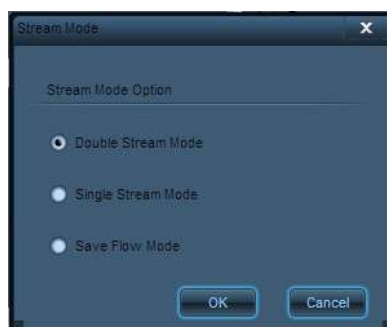 Stream Mode
Stream Mode Option
Double Stream Mode
Single Stream Mode
Save Flow Mode
OK
Cancel